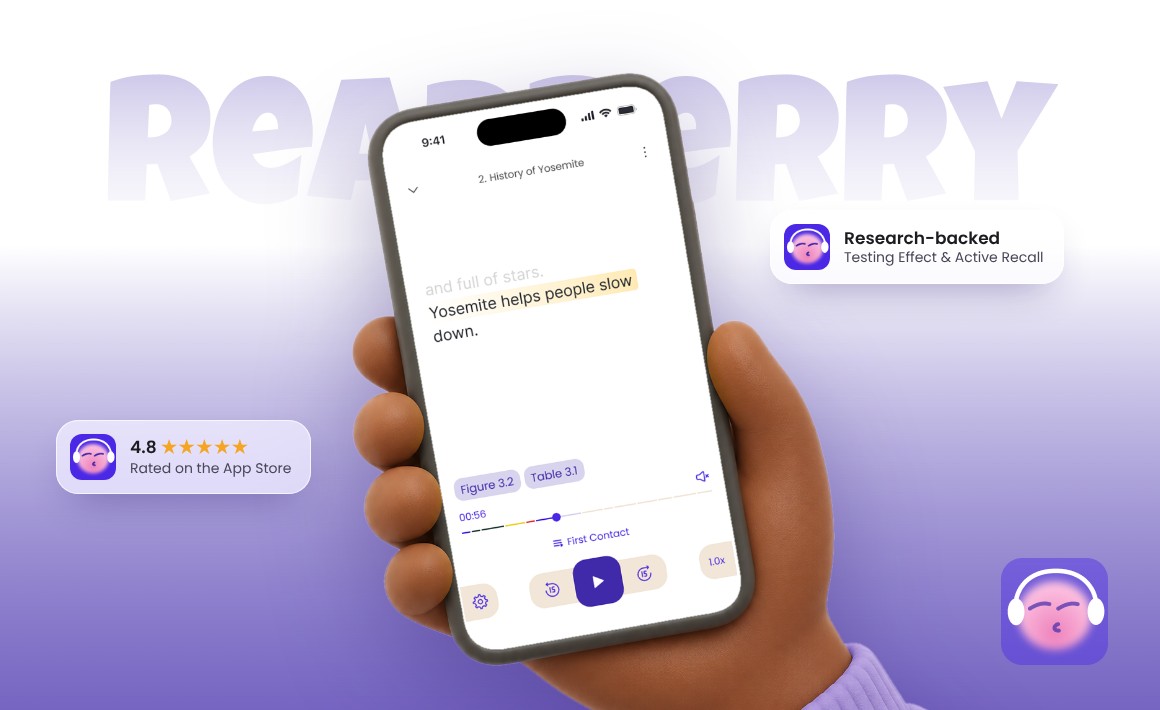 READBERRY
9:41
2. History of Yosemite
and full of stars.
Yosemite helps people slow
down.
Research-backed
Testing Effect & Active Recall
4.8
Rated on the App Store
Figure 3.2 Table 3.1
00:56
First Contact
15
15
1.0x